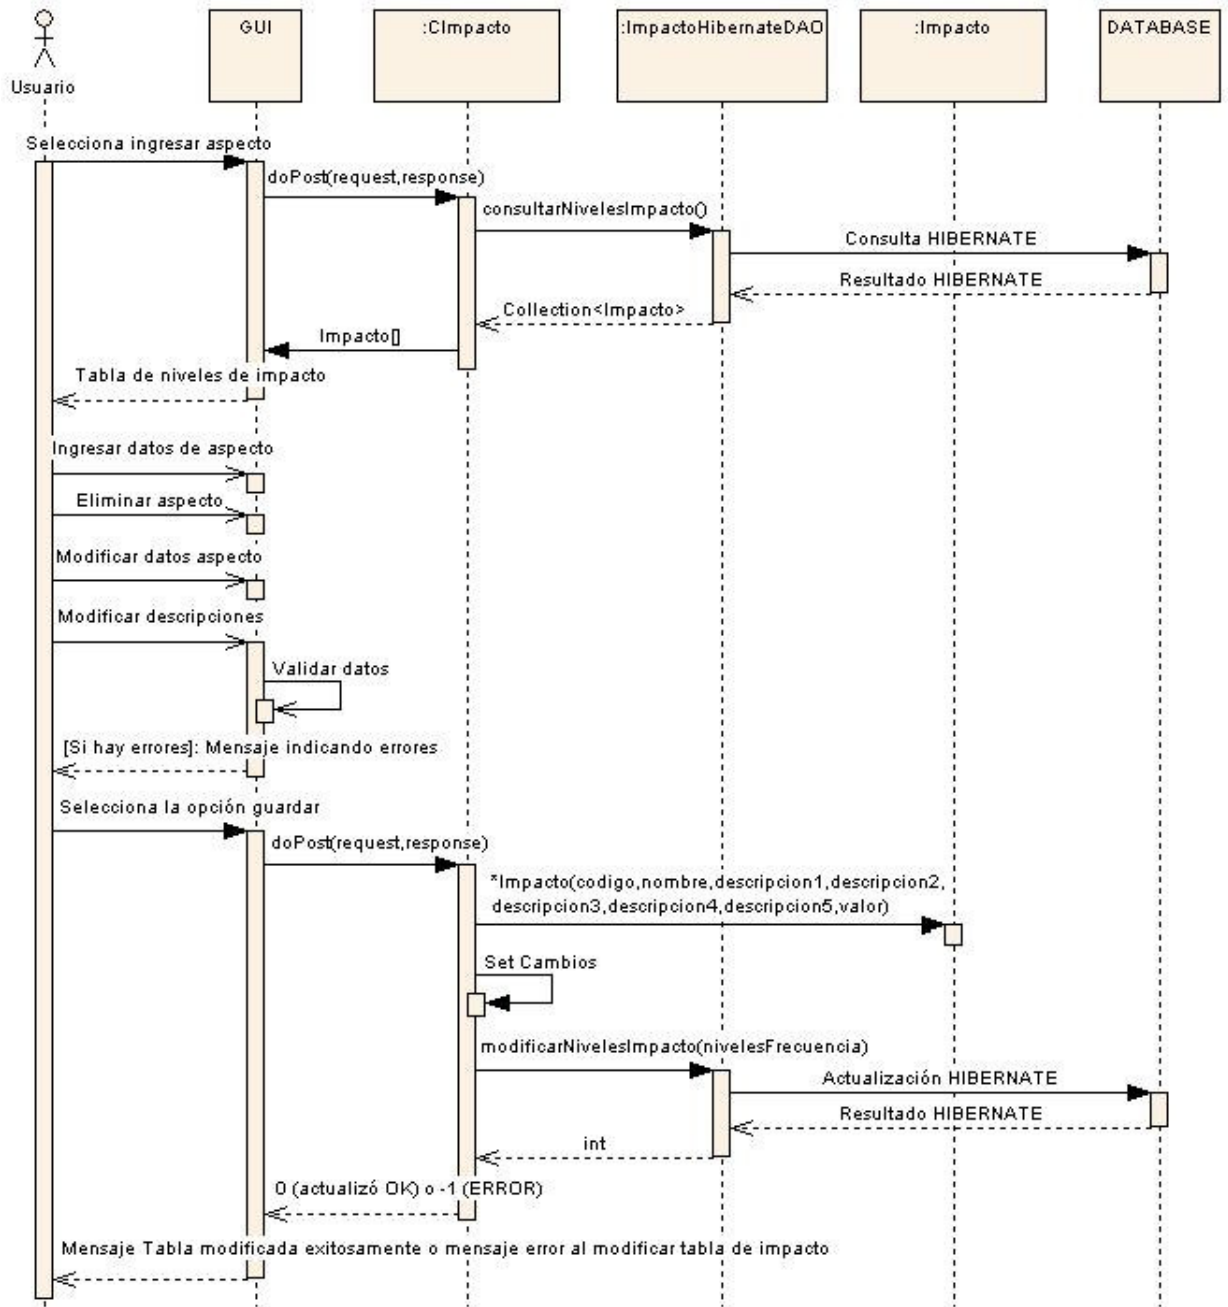 GUI
:CImpacto
:ImpactoHibernateDAO
:Impacto
DATABASE
Usuario
Selecciona ingresar aspecto
doPost(request,response)
consultarNivelesImpacto()
Consulta HIBERNATE
Resultado HIBERNATE
Collection<Impacto>
Impacto[]
Tabla de niveles de impacto
Ingresar datos de aspecto
Eliminar aspecto
Modificar datos aspecto
Modificar descripciones
Validar datos
[Si hay errores]: Mensaje indicando errores
Selecciona la opción guardar
doPost(request,response)
*Impacto(codigo,nombre,descripcion1,descripcion2,
descripcion3,descripcion4,descripcion5,valor)
Set Cambios
modificarNivelesImpacto(nivelesFrecuencia)
Actualización HIBERNATE
Resultado HIBERNATE
int
0 (actualizó OK) o -1 (ERROR)
Mensaje Tabla modificada exitosamente o mensaje error al modificar tabla de impacto